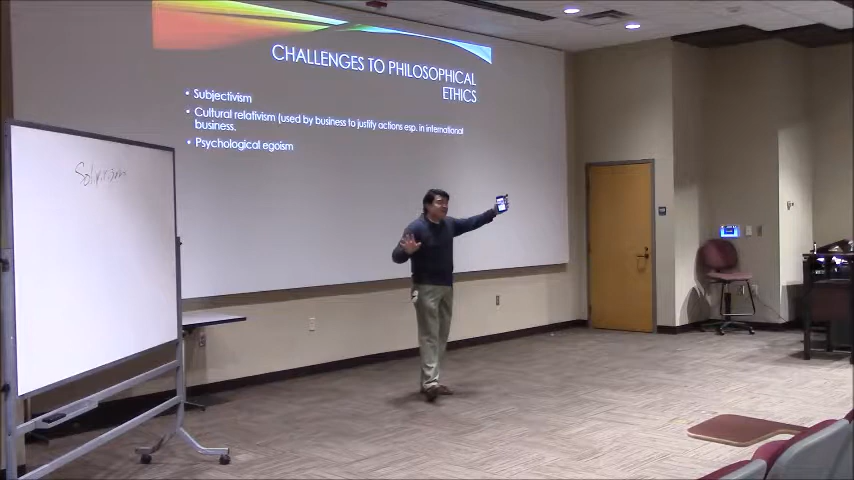 CHALLENGES TO PHILOSOPHICAL
ETHICS
• Subjectivism
• Cultural relativism (used by business to justify actions esp. in international
business.
• Psychological egoism